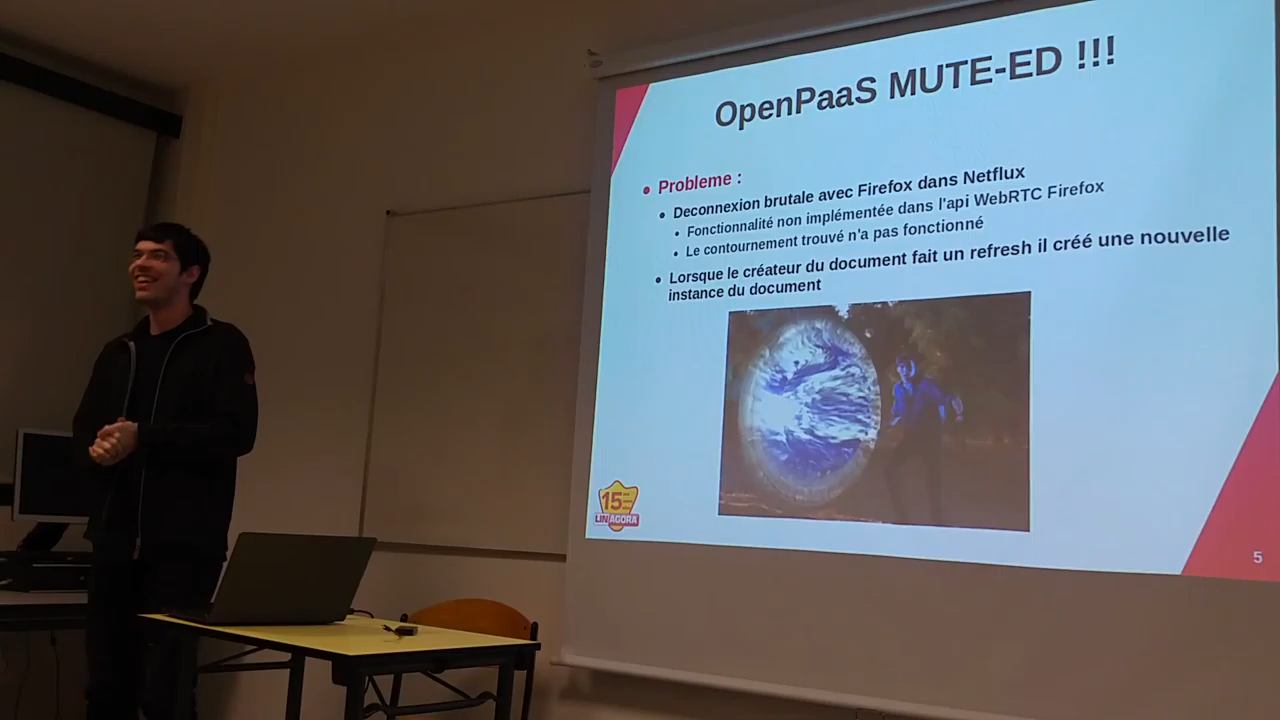 OpenPaaS MUTE-ED !!!
Probleme :
Deconnexion brutale avec Firefox dans Netflux
Fonctionnalité non implémentée dans l'api WebRTC Firefox
Le contournement trouvé n'a pas fonctionné
Lorsque le créateur du document fait un refresh il créé une nouvelle
instance du document
15
LINAGORA
5